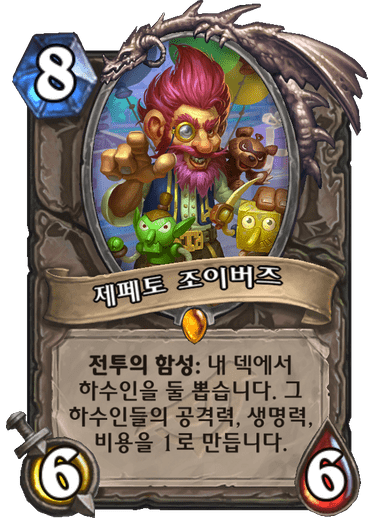 8
제페토 조이버즈
전투의 함성: 내 덱에서
하수인을 둘 뽑습니다. 그
하수인들의 공격력, 생명력,
비용을 1로 만듭니다.
6
6